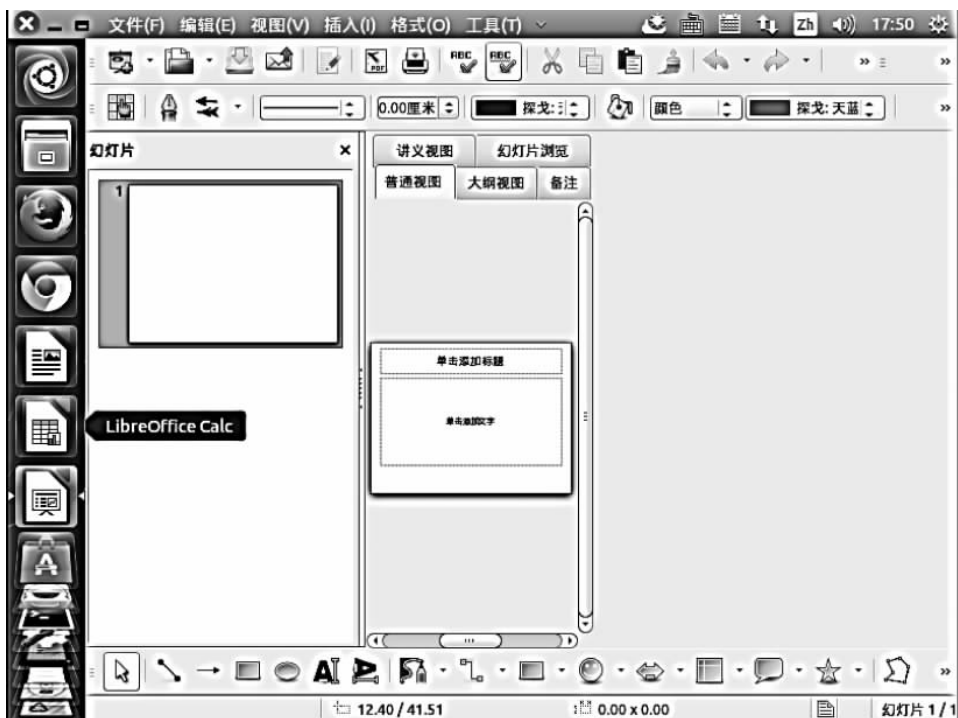 文件(F) 编辑(E) 视图(V) 插入(I) 格式(O) 工具(T) Zh 17:50
PDF ABC ABC
0.00厘米 探戈: 颜色 探戈: 天蓝
幻灯片
讲义视图 幻灯片浏览
普通视图 大纲视图 备注
1
单击添加标题
单击添加文字
LibreOffice Calc
12.40 / 41.51 0.00 x 0.00 幻灯片 1 / 1